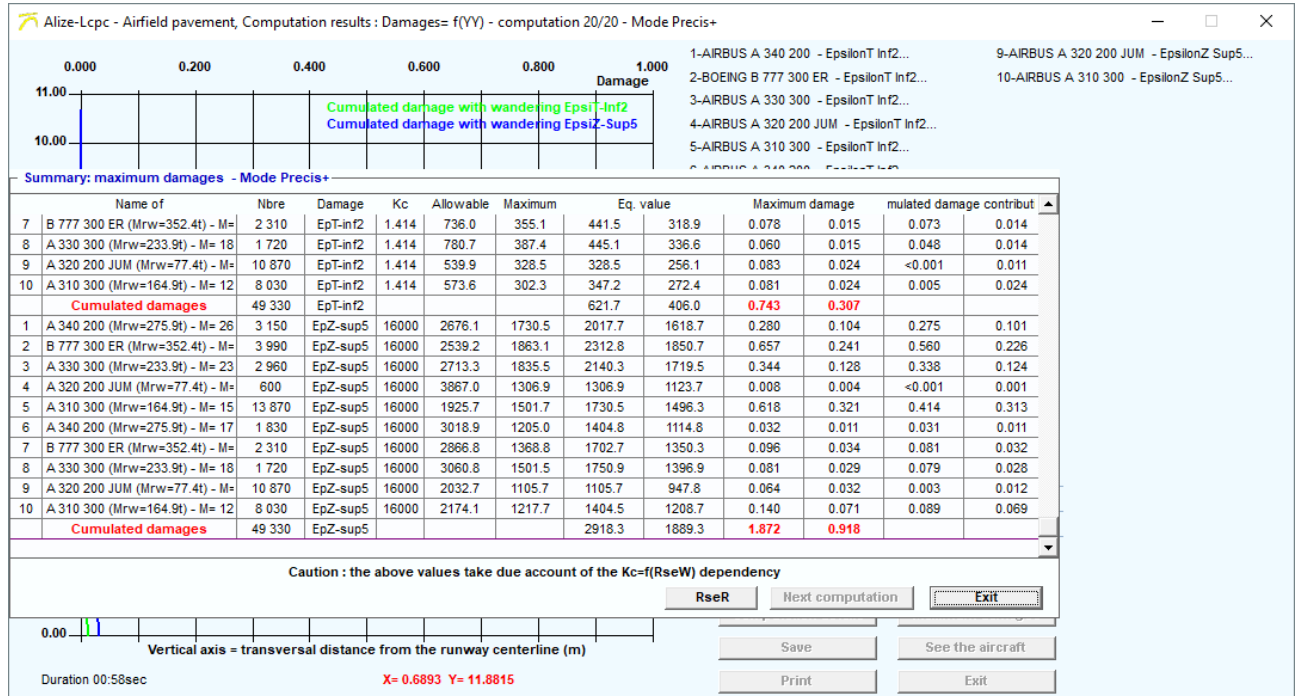 Alize-Lcpc - Airfield pavement, Computation results : Damages= f(YY) - computation 20/20 - Mode Precis+
0.000 0.200 0.400 0.600 0.800 1.000
Damage
11.00
10.00
Cumulated damage with wandering EpsiT-Inf2
Cumulated damage with wandering EpsiZ-Sup5
1-AIRBUS A 340 200 - EpsilonT Inf2...
2-BOEING B 777 300 ER - EpsilonT Inf2...
3-AIRBUS A 330 300 - EpsilonT Inf2...
4-AIRBUS A 320 200 JUM - EpsilonT Inf2...
5-AIRBUS A 310 300 - EpsilonT Inf2...
9-AIRBUS A 320 200 JUM - EpsilonZ Sup5...
10-AIRBUS A 310 300 - EpsilonZ Sup5...
Summary: maximum damages - Mode Precis+
Name of Nbre Damage Kc Allowable Maximum Eq. value Maximum damage mulated damage contribut
7 B 777 300 ER (Mrw=352.4t) - M= 2 310 EpT-inf2 1.414 736.0 355.1 441.5 318.9 0.078 0.015 0.073 0.014
8 A 330 300 (Mrw=233.9t) - M= 18 1 720 EpT-inf2 1.414 780.7 387.4 445.1 336.6 0.060 0.015 0.048 0.014
9 A 320 200 JUM (Mrw=77.4t) - M= 10 870 EpT-inf2 1.414 539.9 328.5 328.5 256.1 0.083 0.024 <0.001 0.011
10 A 310 300 (Mrw=164.9t) - M= 12 8 030 EpT-inf2 1.414 573.6 302.3 347.2 272.4 0.081 0.024 0.005 0.024
Cumulated damages 49 330 EpT-inf2 621.7 406.0 0.743 0.307
1 A 340 200 (Mrw=275.9t) - M= 26 3 150 EpZ-sup5 16000 2676.1 1730.5 2017.7 1618.7 0.280 0.104 0.275 0.101
2 B 777 300 ER (Mrw=352.4t) - M= 3 990 EpZ-sup5 16000 2539.2 1863.1 2312.8 1850.7 0.657 0.241 0.560 0.226
3 A 330 300 (Mrw=233.9t) - M= 23 2 960 EpZ-sup5 16000 2713.3 1835.5 2140.3 1719.5 0.344 0.128 0.338 0.124
4 A 320 200 JUM (Mrw=77.4t) - M= 600 EpZ-sup5 16000 3867.0 1306.9 1306.9 1123.7 0.008 0.004 <0.001 0.001
5 A 310 300 (Mrw=164.9t) - M= 15 13 870 EpZ-sup5 16000 1925.7 1501.7 1730.5 1496.3 0.618 0.321 0.414 0.313
6 A 340 200 (Mrw=275.9t) - M= 17 1 830 EpZ-sup5 16000 3018.9 1205.0 1404.8 1114.8 0.032 0.011 0.031 0.011
7 B 777 300 ER (Mrw=352.4t) - M= 2 310 EpZ-sup5 16000 2866.8 1368.8 1702.7 1350.3 0.096 0.034 0.081 0.032
8 A 330 300 (Mrw=233.9t) - M= 18 1 720 EpZ-sup5 16000 3060.8 1501.5 1750.9 1396.9 0.081 0.029 0.079 0.028
9 A 320 200 JUM (Mrw=77.4t) - M= 10 870 EpZ-sup5 16000 2032.7 1105.7 1105.7 947.8 0.064 0.032 0.003 0.012
10 A 310 300 (Mrw=164.9t) - M= 12 8 030 EpZ-sup5 16000 2174.1 1217.7 1404.5 1208.7 0.140 0.071 0.089 0.069
Cumulated damages 49 330 EpZ-sup5 2918.3 1889.3 1.872 0.918
Caution : the above values take due account of the Kc=f(RseW) dependency
RseR Next computation Exit
0.00
Vertical axis = transversal distance from the runway centerline (m)
Save See the aircraft
Duration 00:58sec X= 0.6893 Y= 11.8815 Print Exit